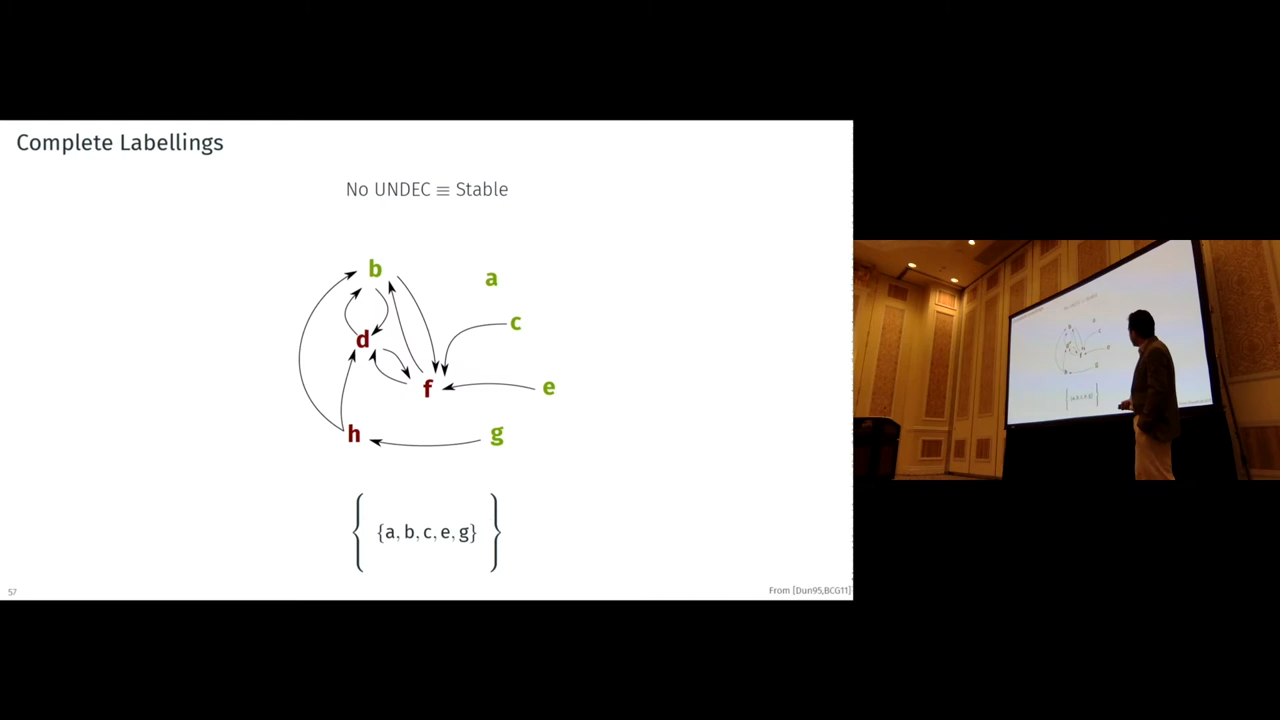 Complete Labellings
No UNDEC ≡ Stable
b
a
c
d
f
e
h
g
{ {a, b, c, e, g} }
57
From [Dun95,BCG11]